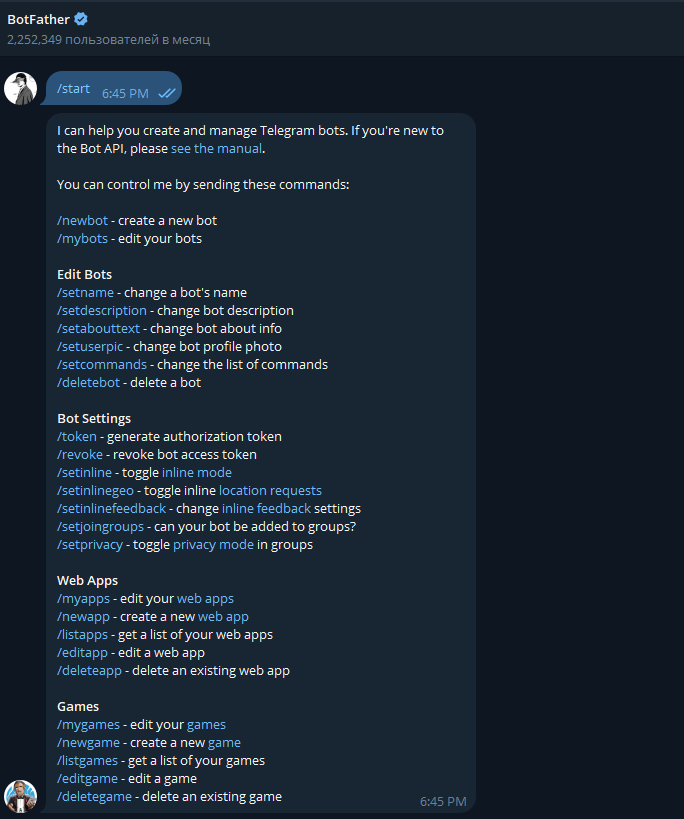 BotFather
2,252,349 пользователей в месяц
/start 6:45 PM
I can help you create and manage Telegram bots. If you're new to
the Bot API, please see the manual.
You can control me by sending these commands:
/newbot - create a new bot
/mybots - edit your bots
Edit Bots
/setname - change a bot's name
/setdescription - change bot description
/setabouttext - change bot about info
/setuserpic - change bot profile photo
/setcommands - change the list of commands
/deletebot - delete a bot
Bot Settings
/token - generate authorization token
/revoke - revoke bot access token
/setinline - toggle inline mode
/setinlinegeo - toggle inline location requests
/setinlinefeedback - change inline feedback settings
/setjoingroups - can your bot be added to groups?
/setprivacy - toggle privacy mode in groups
Web Apps
/myapps - edit your web apps
/newapp - create a new web app
/listapps - get a list of your web apps
/editapp - edit a web app
/deleteapp - delete an existing web app
Games
/mygames - edit your games
/newgame - create a new game
/listgames - get a list of your games
/editgame - edit a game
/deletegame - delete an existing game
6:45 PM